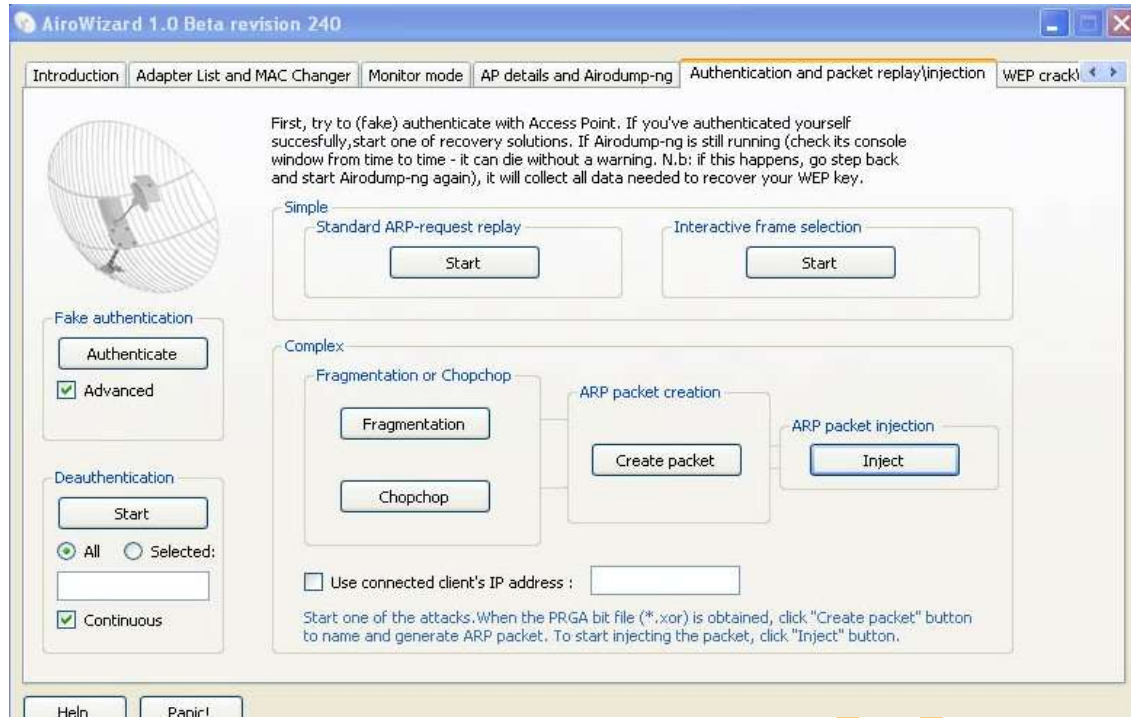 AiroWizard 1.0 Beta revision 240
Introduction
Adapter List and MAC Changer
Monitor mode
AP details and Airodump-ng
Authentication and packet replay\injection
WEP crack\
First, try to (fake) authenticate with Access Point. If you've authenticated yourself
succesfully,start one of recovery solutions. If Airodump-ng is still running (check its console
window from time to time - it can die without a warning. N.b: if this happens, go step back
and start Airodump-ng again), it will collect all data needed to recover your WEP key.
Simple
Standard ARP-request replay
Start
Interactive frame selection
Start
Fake authentication
Authenticate
Advanced
Deauthentication
Start
All
Selected:
Continuous
Complex
Fragmentation or Chopchop
Fragmentation
Chopchop
ARP packet creation
Create packet
ARP packet injection
Inject
Use connected client's IP address :
Start one of the attacks.When the PRGA bit file (*.xor) is obtained, click "Create packet" button
to name and generate ARP packet. To start injecting the packet, click "Inject" button.
Help
Panic!